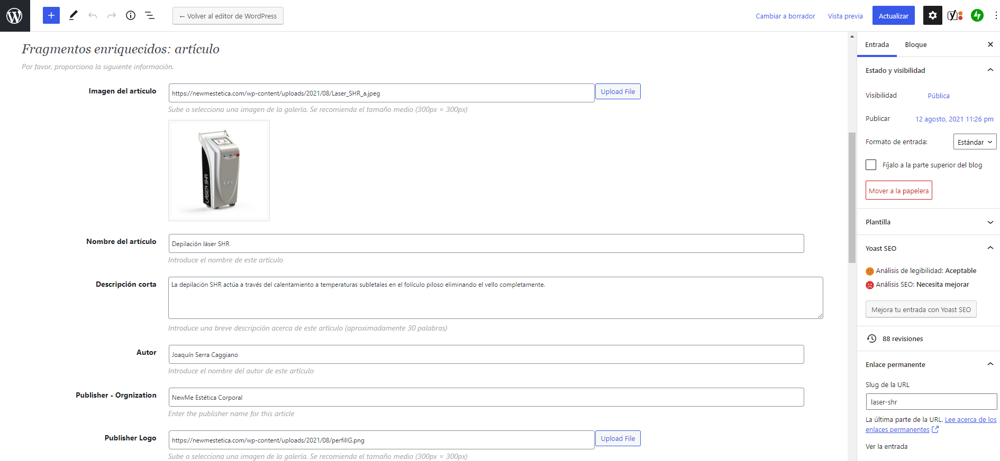 ← Volver al editor de WordPress
Cambiar a borrador
Vista previa
Actualizar
Fragmentos enriquecidos: artículo
Por favor, proporciona la siguiente información.
Imagen del artículo
https://newmestetica.com/wp-content/uploads/2021/08/Laser_SHR_a.jpeg
Upload File
Sube o selecciona una imagen de la galería. Se recomienda el tamaño medio (300px × 300px)
CEC
LASER SHR
Nombre del artículo
Depilación láser SHR
Introduce el nombre de este artículo
Descripción corta
La depilación SHR actúa a través del calentamiento a temperaturas subletales en el folículo piloso eliminando el vello completamente.
Introduce una breve descripción acerca de este artículo (aproximadamente 30 palabras)
Autor
Joaquín Serra Caggiano
Introduce el nombre del autor de este artículo
Publisher - Orgnization
NewMe Estética Corporal
Enter the publisher name for this article
Publisher Logo
https://newmestetica.com/wp-content/uploads/2021/08/perfilIG.png
Upload File
Sube o selecciona una imagen de la galería. Se recomienda el tamaño medio (300px × 300px)
Entrada
Bloque
Estado y visibilidad
Visibilidad
Pública
Publicar
12 agosto, 2021 11:26 pm
Formato de entrada:
Estándar
Fíjalo a la parte superior del blog
Mover a la papelera
Plantilla
Yoast SEO
Análisis de legibilidad: Aceptable
Análisis SEO: Necesita mejorar
Mejora tu entrada con Yoast SEO
88 revisiones
Enlace permanente
Slug de la URL
laser-shr
La última parte de la URL. Lee acerca de los
enlaces permanentes
Ver la entrada